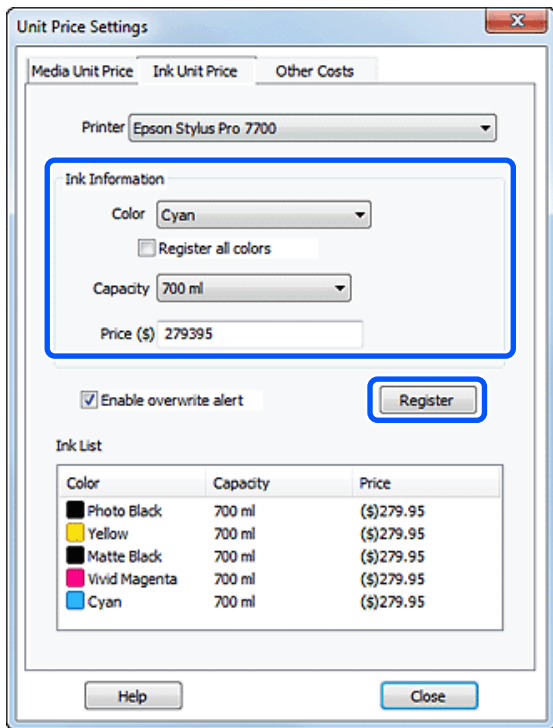 Unit Price Settings
Media Unit Price Ink Unit Price Other Costs
Printer Epson Stylus Pro 7700
Ink Information
Color Cyan
Register all colors
Capacity 700 ml
Price ($) 279395
Enable overwrite alert Register
Ink List
Color Capacity Price
Photo Black 700 ml ($)279.95
Yellow 700 ml ($)279.95
Matte Black 700 ml ($)279.95
Vivid Magenta 700 ml ($)279.95
Cyan 700 ml ($)279.95
Help Close